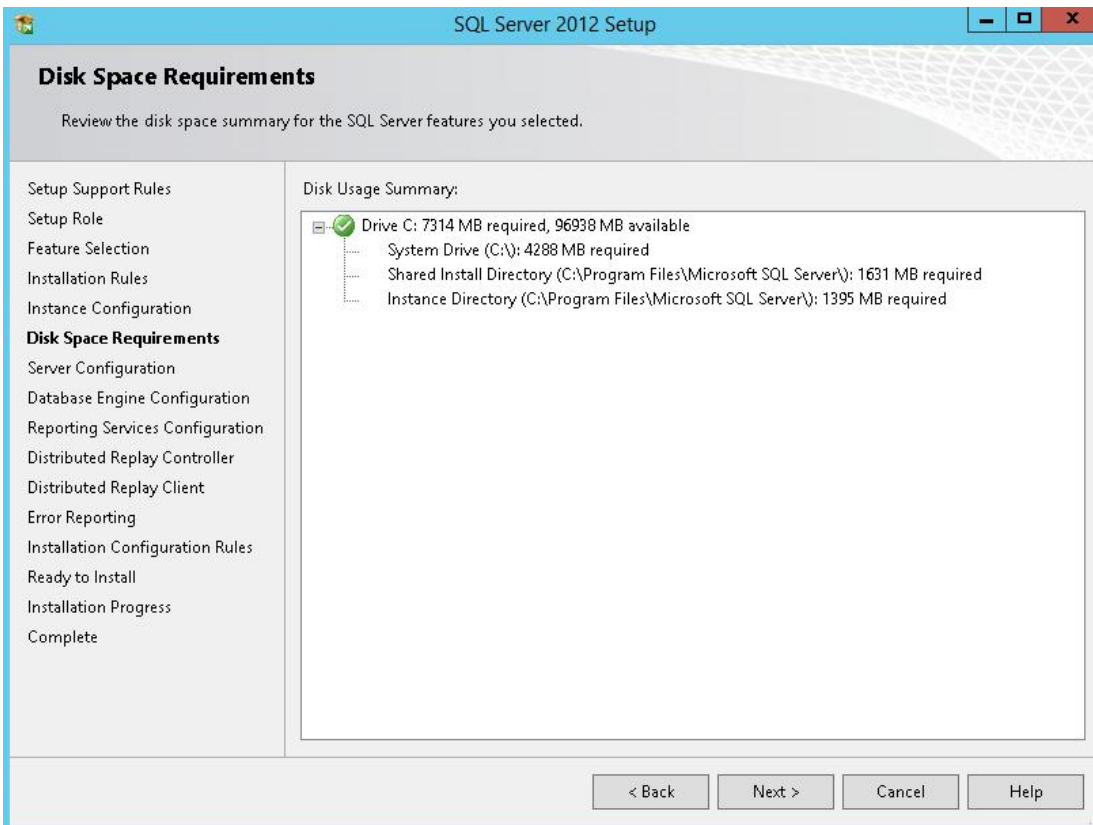 SQL Server 2012 Setup
Disk Space Requirements
Review the disk space summary for the SQL Server features you selected.
Setup Support Rules
Setup Role
Feature Selection
Installation Rules
Instance Configuration
Disk Space Requirements
Server Configuration
Database Engine Configuration
Reporting Services Configuration
Distributed Replay Controller
Distributed Replay Client
Error Reporting
Installation Configuration Rules
Ready to Install
Installation Progress
Complete
Disk Usage Summary:
Drive C: 7314 MB required, 96938 MB available
System Drive (C:\): 4288 MB required
Shared Install Directory (C:\Program Files\Microsoft SQL Server\): 1631 MB required
Instance Directory (C:\Program Files\Microsoft SQL Server\): 1395 MB required
< Back Next > Cancel Help